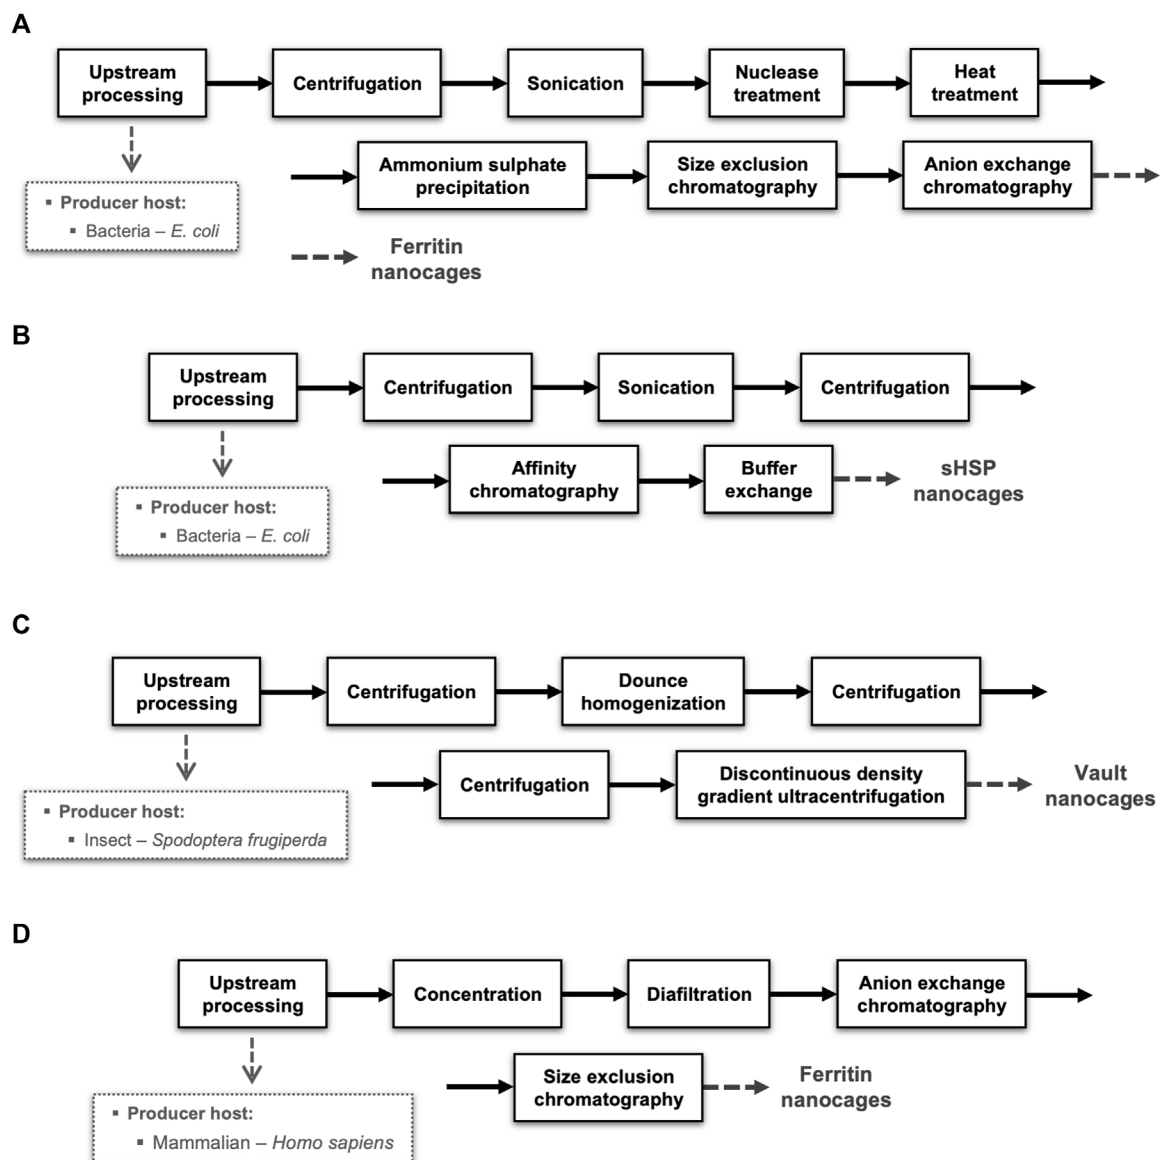 A
Upstream
processing
Centrifugation
Sonication
Nuclease
treatment
Heat
treatment
Ammonium sulphate
precipitation
Size exclusion
chromatography
Anion exchange
chromatography
▪ Producer host:
▪ Bacteria – E. coli
Ferritin
nanocages
B
Upstream
processing
Centrifugation
Sonication
Centrifugation
Affinity
chromatography
Buffer
exchange
sHSP
nanocages
▪ Producer host:
▪ Bacteria – E. coli
C
Upstream
processing
Centrifugation
Dounce
homogenization
Centrifugation
Centrifugation
Discontinuous density
gradient ultracentrifugation
Vault
nanocages
▪ Producer host:
▪ Insect – Spodoptera frugiperda
D
Upstream
processing
Concentration
Diafiltration
Anion exchange
chromatography
Size exclusion
chromatography
Ferritin
nanocages
▪ Producer host:
▪ Mammalian – Homo sapiens